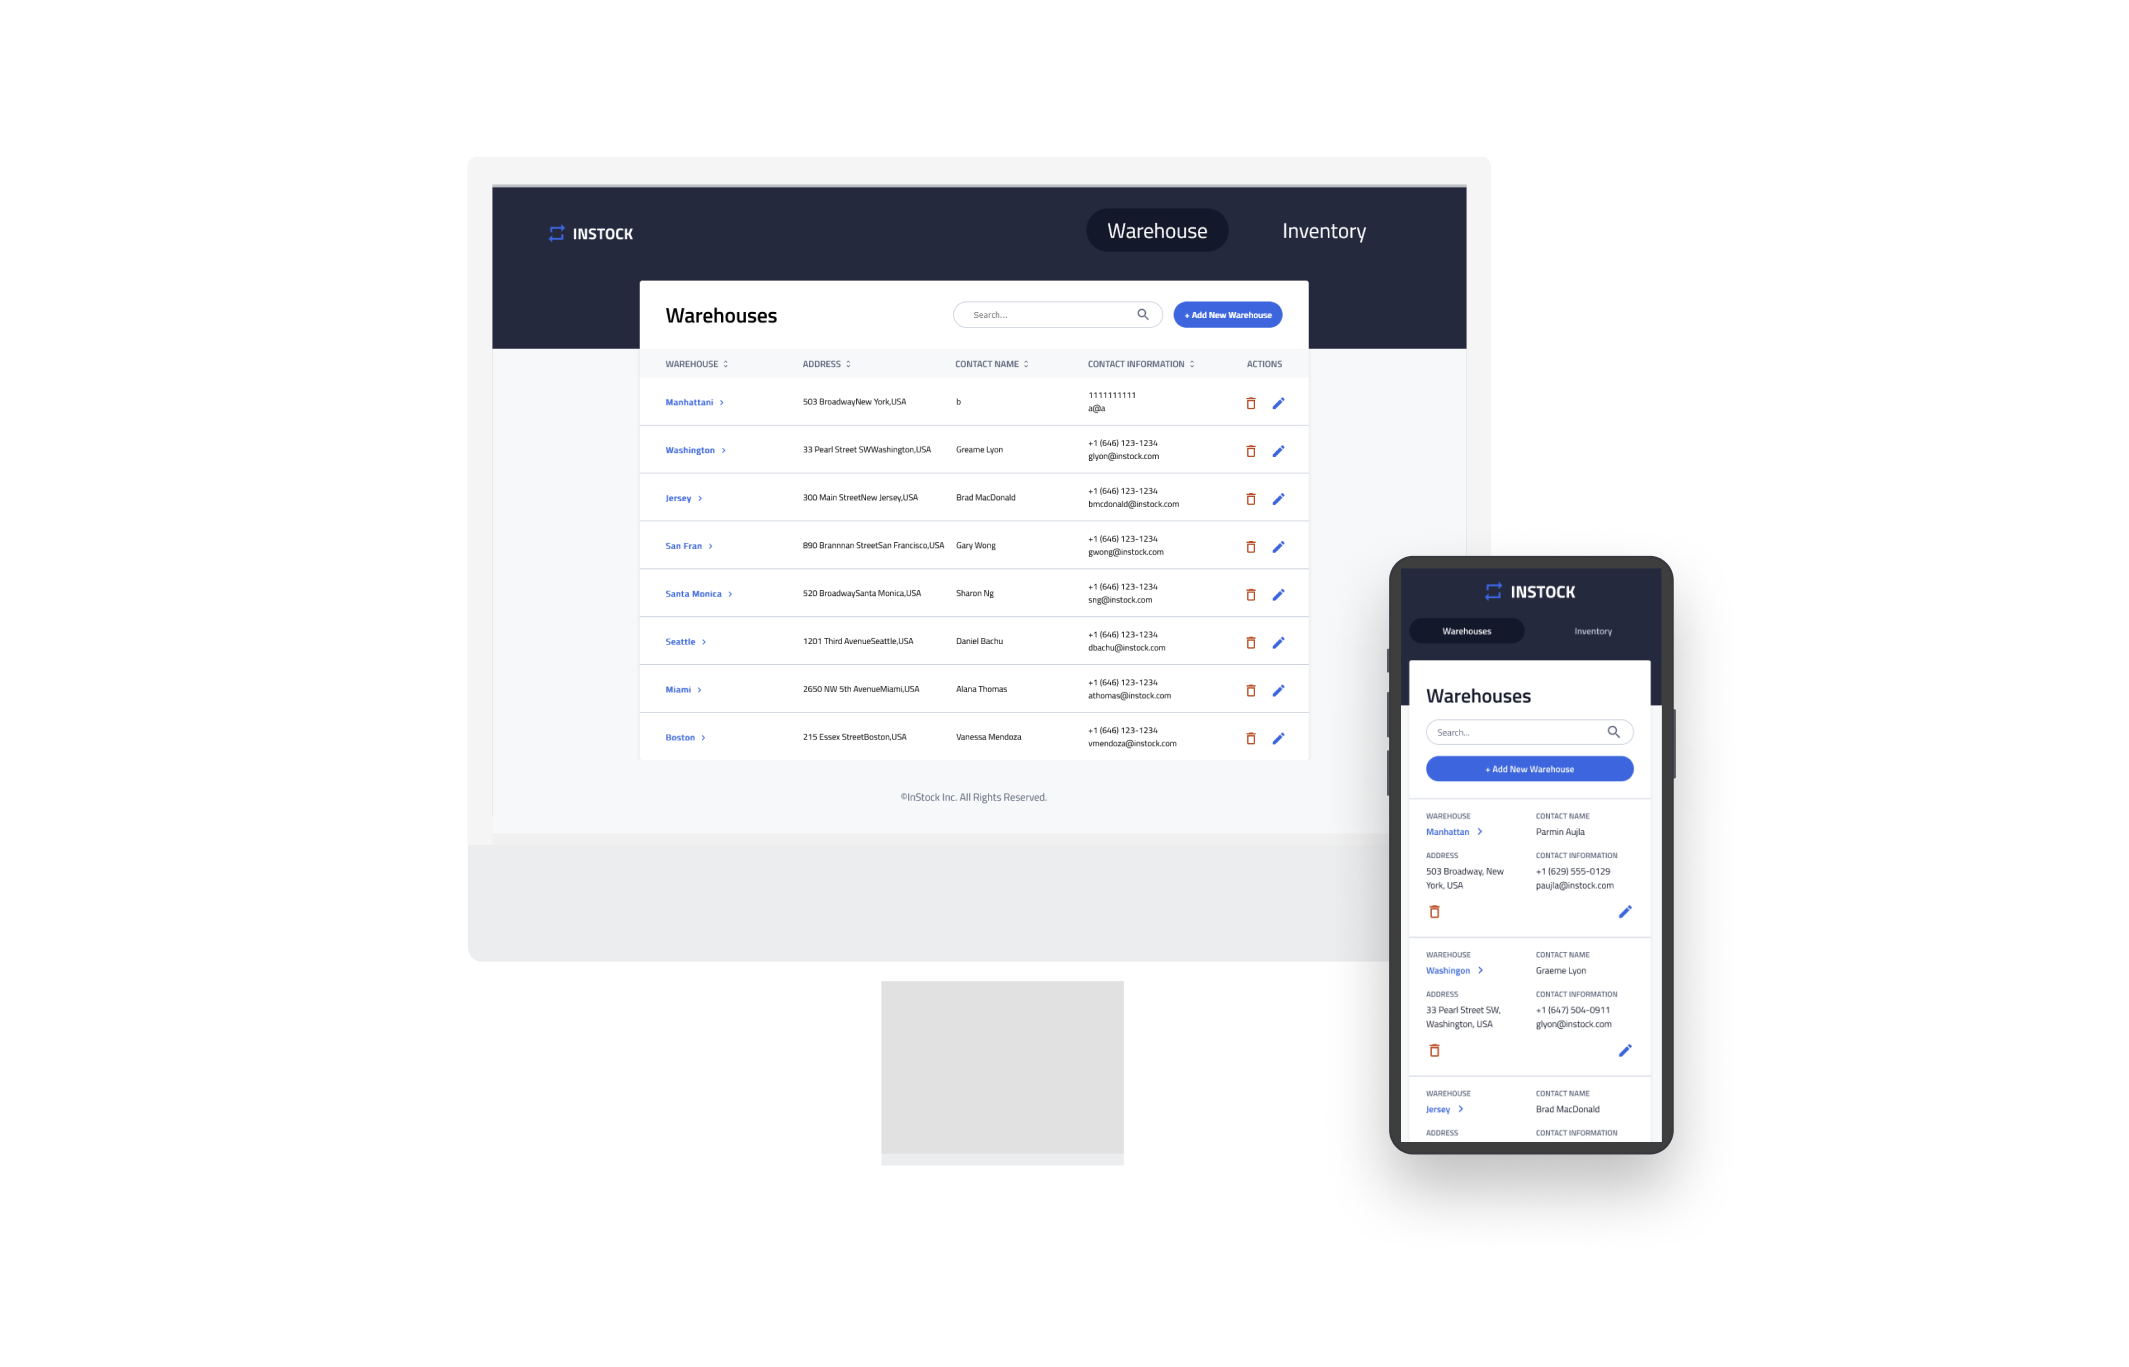 INSTOCK
Warehouse Inventory
Warehouses
Search...
+ Add New Warehouse
WAREHOUSE ADDRESS CONTACT NAME CONTACT INFORMATION ACTIONS
Manhattani 503 BroadwayNew York,USA b 1111111111
a@a
Washington 33 Pearl Street SWWashington,USA Greame Lyon +1 (646) 123-1234
glyon@instock.com
Jersey 300 Main StreetNew Jersey,USA Brad MacDonald +1 (646) 123-1234
bmcdonald@instock.com
San Fran 890 Brannnan StreetSan Francisco,USA Gary Wong +1 (646) 123-1234
gwong@instock.com
Santa Monica 520 BroadwaySanta Monica,USA Sharon Ng +1 (646) 123-1234
sng@instock.com
Seattle 1201 Third AvenueSeattle,USA Daniel Bachu +1 (646) 123-1234
dbachu@instock.com
Miami 2650 NW 5th AvenueMiami,USA Alana Thomas +1 (646) 123-1234
athomas@instock.com
Boston 215 Essex StreetBoston,USA Vanessa Mendoza +1 (646) 123-1234
vmendoza@instock.com
©InStock Inc. All Rights Reserved.
INSTOCK
Warehouses Inventory
Warehouses
Search...
+ Add New Warehouse
WAREHOUSE CONTACT NAME
Manhattan Parmin Aujla
ADDRESS CONTACT INFORMATION
503 Broadway, New +1 (629) 555-0129
York, USA paujla@instock.com
WAREHOUSE CONTACT NAME
Washingon Graeme Lyon
ADDRESS CONTACT INFORMATION
33 Pearl Street SW, +1 (647) 504-0911
Washington, USA glyon@instock.com
WAREHOUSE CONTACT NAME
Jersey Brad MacDonald
ADDRESS CONTACT INFORMATION